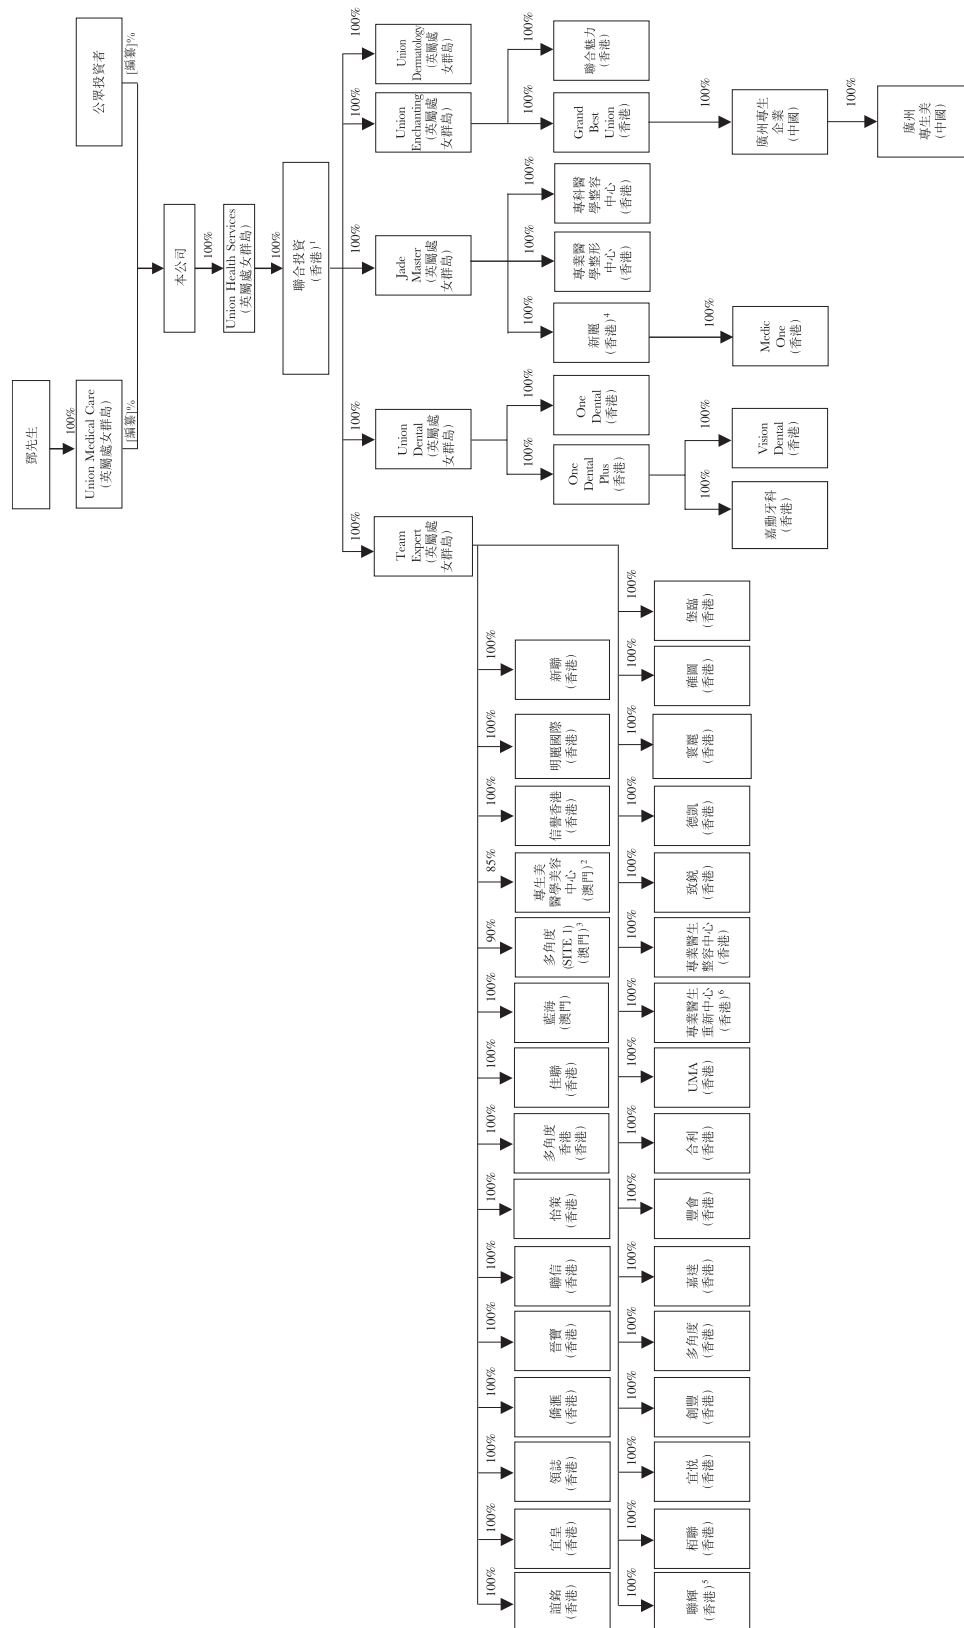 鄧先生
100%
Union Medical Care
(英屬處女群島)
[編纂]%
公眾投資者
[編纂]%
本公司
100%
Union Health Services
(英屬處女群島)
100%
聯合投資
(香港)1
100%
Team
Expert
(英屬處
女群島)
100%
Union
Dental
(英屬處
女群島)
100%
Jade
Master
(英屬處
女群島)
100%
Union
Enchanting
(英屬處
女群島)
100%
Union
Dermatology
(英屬處
女群島)
100%
One
Dental
Plus
(香港)
100%
One
Dental
(香港)
100%
新麗
(香港)4
100%
專業醫
學整形
中心
(香港)
100%
專科醫
學整容
中心
(香港)
100%
Grand
Best
Union
(香港)
100%
聯合魅力
(香港)
100%
嘉勳牙科
(香港)
100%
Vision
Dental
(香港)
100%
Medic
One
(香港)
100%
廣州專生
企業
(中國)
100%
廣州
專生美
(中國)
100%
誼銘
(香港)
100%
宜皇
(香港)
100%
領誌
(香港)
100%
僑滙
(香港)
100%
晉寶
(香港)
100%
聯信
(香港)
100%
怡策
(香港)
100%
多角度
香港
(香港)
100%
佳聯
(香港)
100%
藍海
(澳門)
90%
多角度
(SITE 1)
(澳門)3
85%
專生美
醫學美容
中心
(澳門)2
100%
信譽香港
(香港)
100%
明麗國際
(香港)
100%
新聯
(香港)
100%
聯輝
(香港)5
100%
栢聯
(香港)
100%
宜悅
(香港)
100%
創豐
(香港)
100%
多角度
(香港)
100%
嘉達
(香港)
100%
豐會
(香港)
100%
合利
(香港)
100%
UMA
(香港)
100%
專業醫生
重新中心
(香港)6
100%
專業醫生
整容中心
(香港)
100%
致銳
(香港)
100%
德凱
(香港)
100%
寰麗
(香港)
100%
確圖
(香港)
100%
堡臨
(香港)